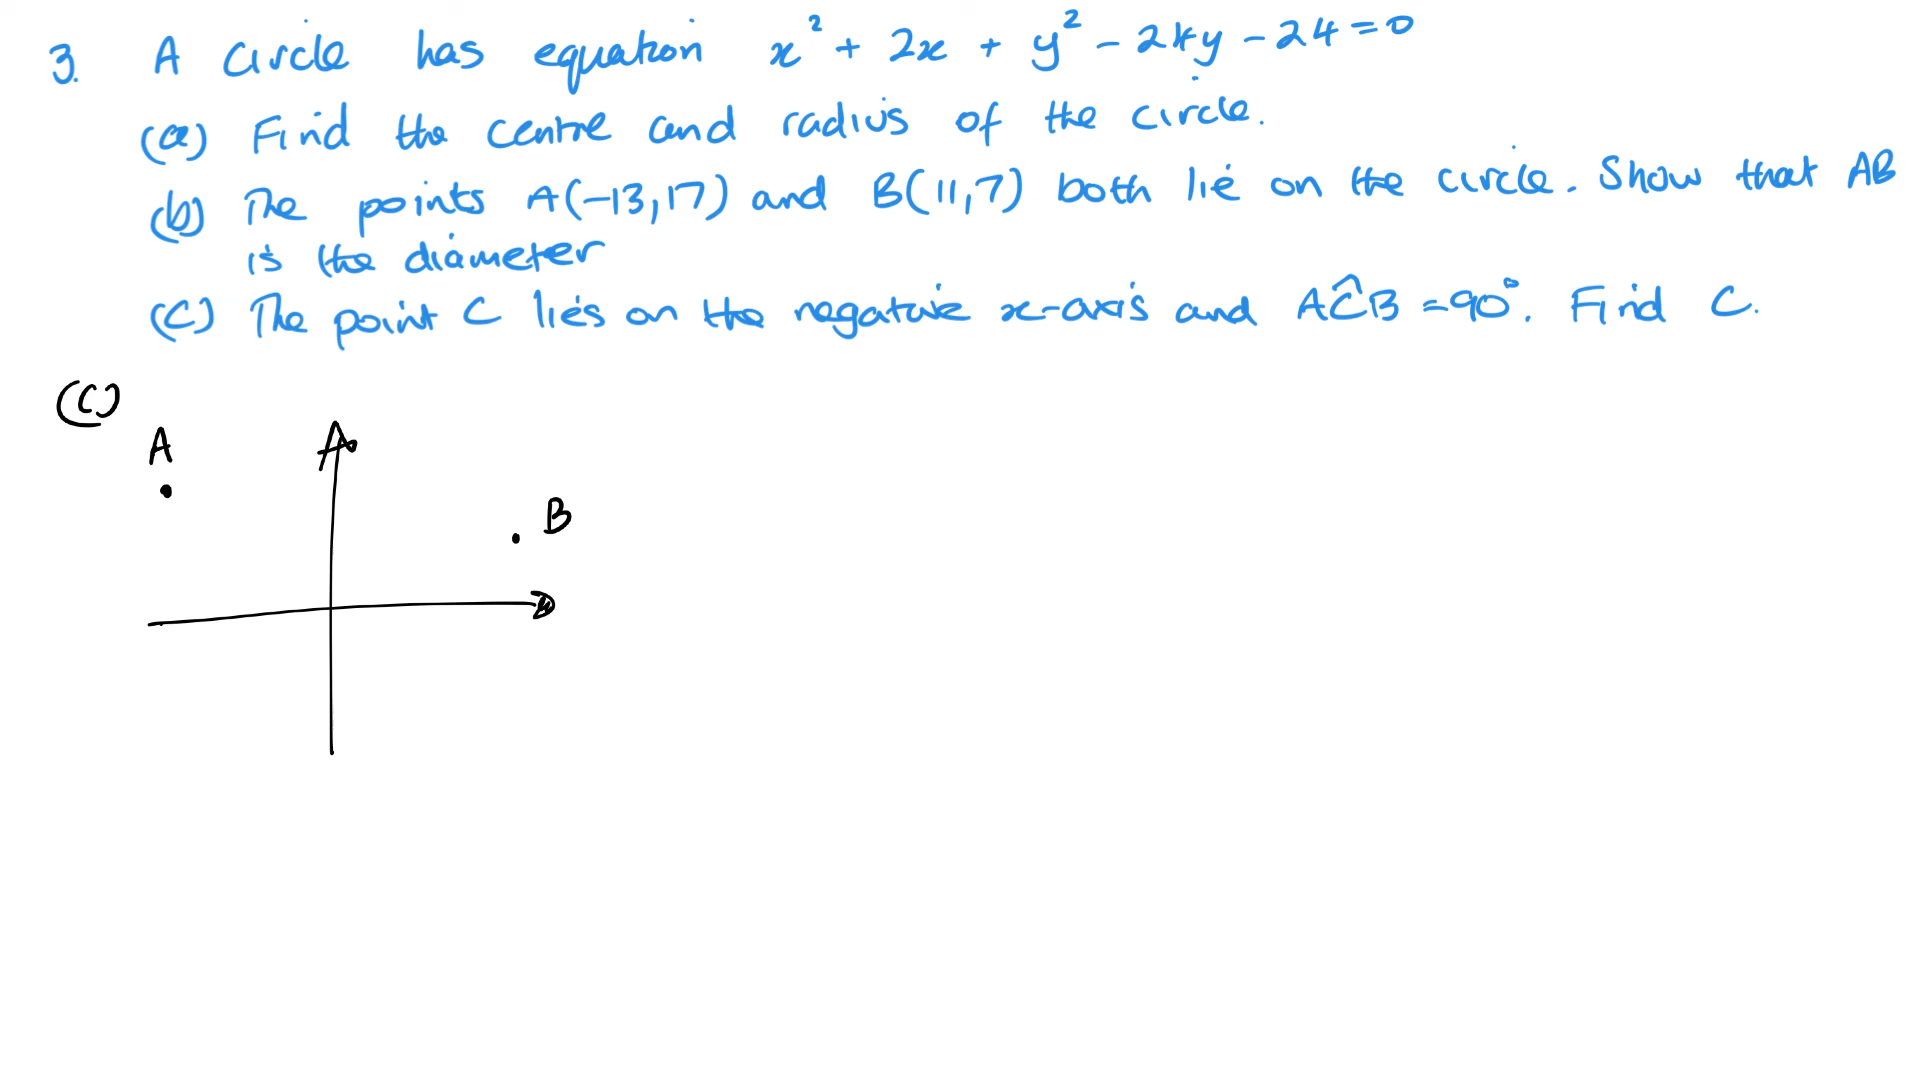 3. A circle has equation x² + 2x + y² - 24y - 24 = 0
(a) Find the centre and radius of the circle.
(b) The points A(-13,17) and B(11,7) both lie on the circle. Show that AB
is the diameter
(c) The point C lies on the negative x-axis and AĈB = 90°. Find C.
(c)
A
B